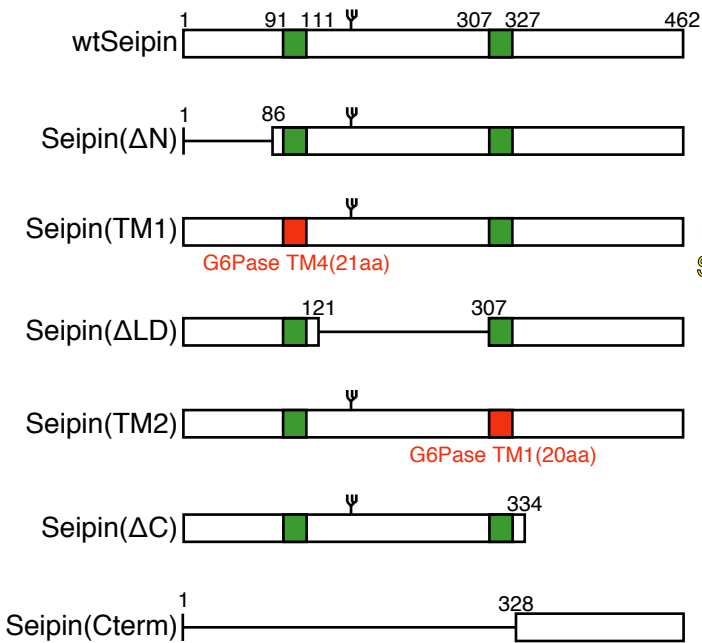 1 91 111 ψ 307 327 462
wtSeipin
1 86 ψ
Seipin(ΔN)
ψ
Seipin(TM1)
G6Pase TM4(21aa)
121 307
Seipin(ΔLD)
ψ
Seipin(TM2)
G6Pase TM1(20aa)
ψ 334
Seipin(ΔC)
1 328
Seipin(Cterm)